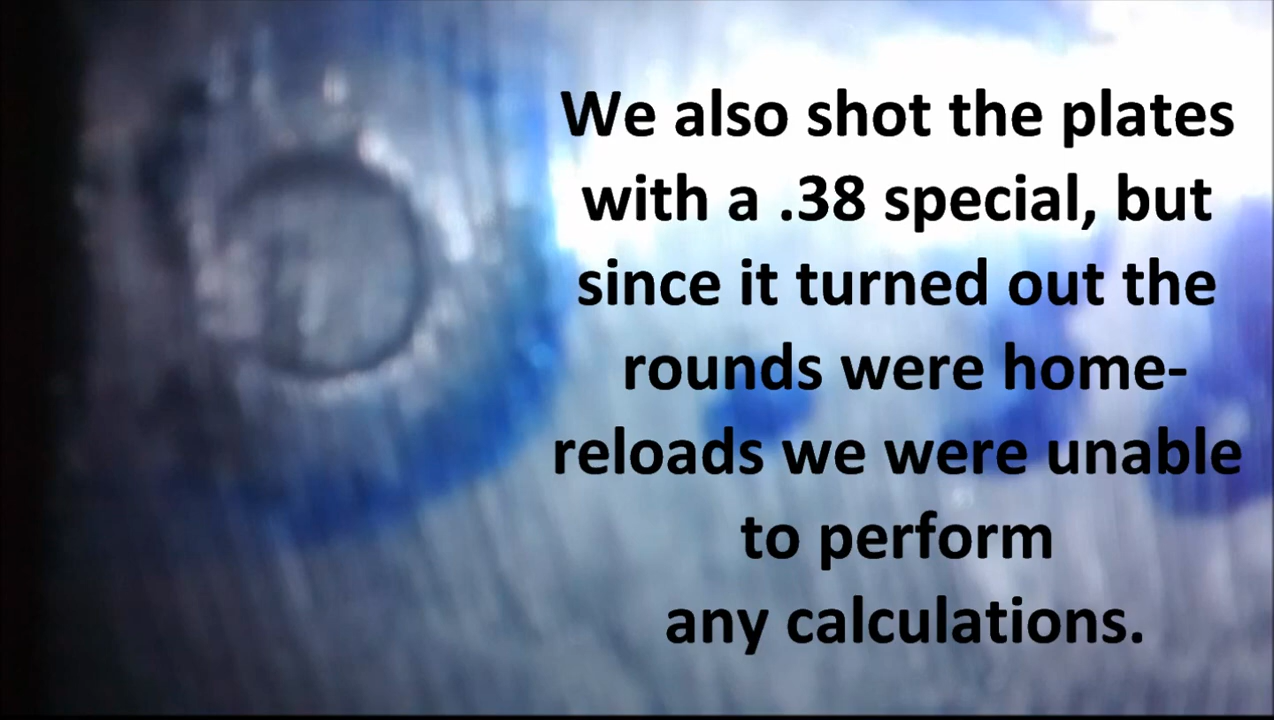 We also shot the plates
with a .38 special, but
since it turned out the
rounds were home-
reloads we were unable
to perform
any calculations.